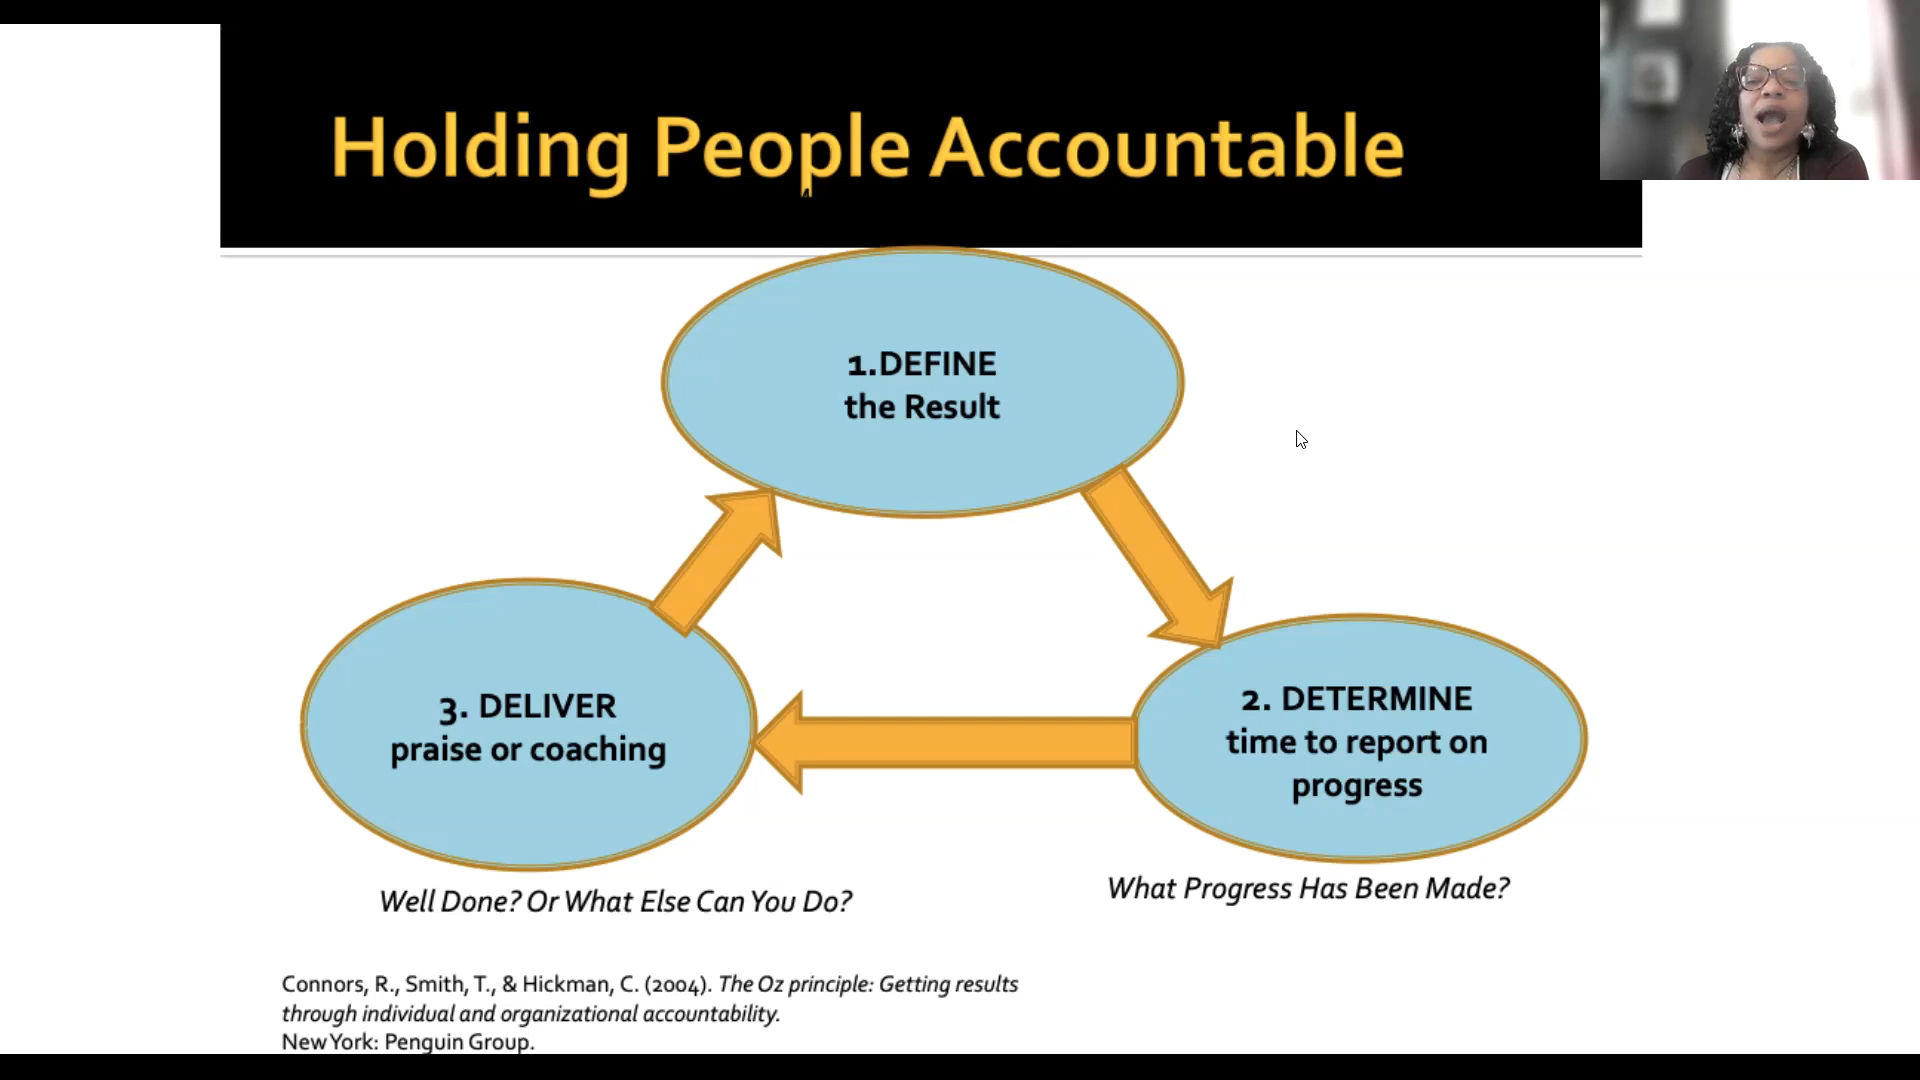 Holding People Accountable
1.DEFINE
the Result
2. DETERMINE
time to report on
progress
3. DELIVER
praise or coaching
What Progress Has Been Made?
Well Done? Or What Else Can You Do?
Connors, R., Smith, T., & Hickman, C. (2004). The Oz principle: Getting results
through individual and organizational accountability.
New York: Penguin Group.